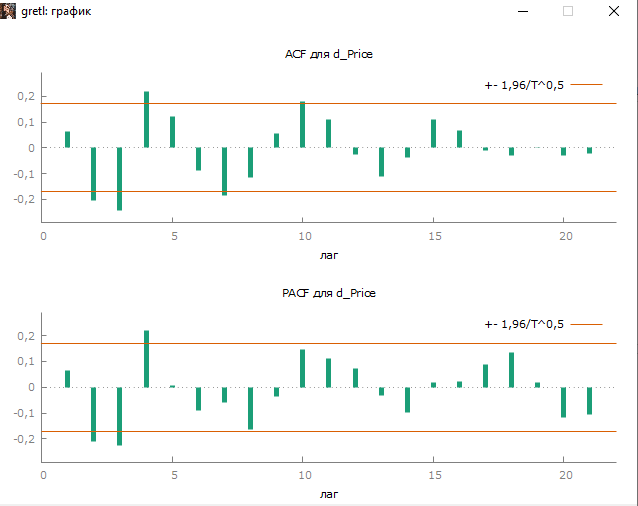 gretl: график
ACF для d_Price
+- 1,96/T^0,5
0,2
0,1
0
-0,1
-0,2
0 5 10 15 20
лаг
PACF для d_Price
+- 1,96/T^0,5
0,2
0,1
0
-0,1
-0,2
0 5 10 15 20
лаг